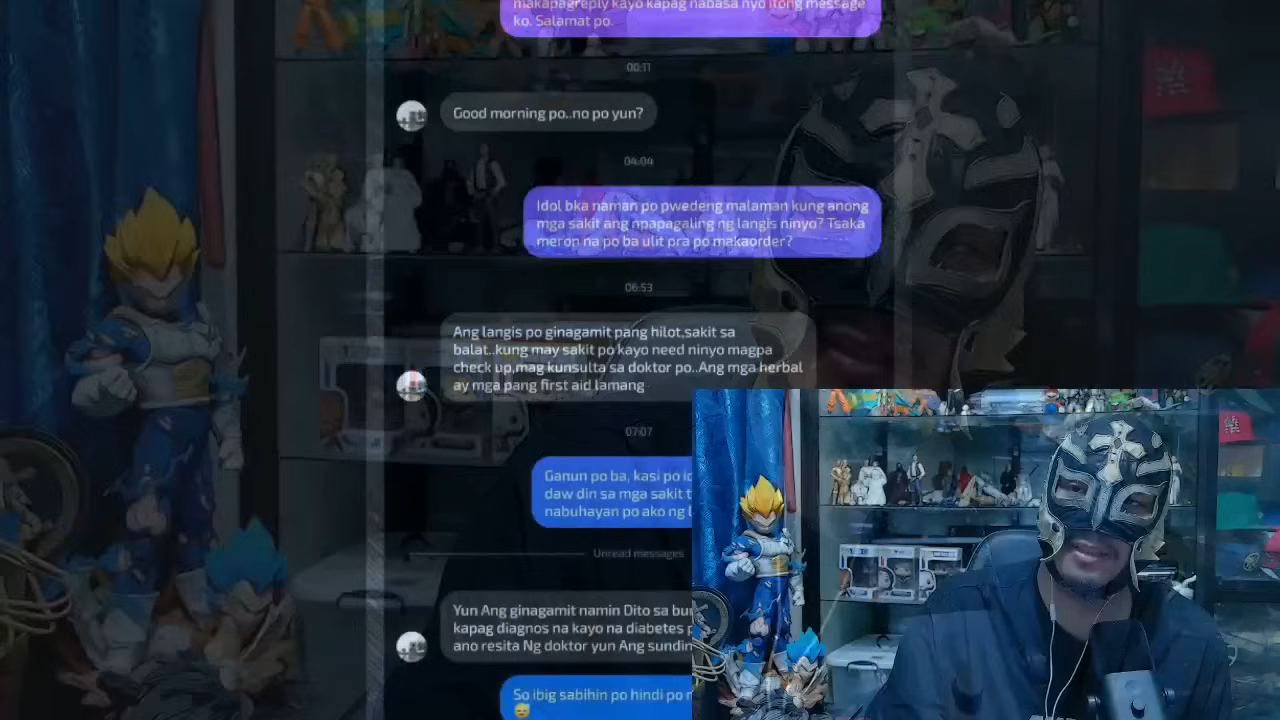 makapagreply kayo kapag nabasa nyo itong message
ko. Salamat po.
00:11
Good morning po..no po yun?
04:04
Idol bka naman po pwedeng malaman kung anong
mga sakit ang npapagaling ng langis ninyo? Tsaka
meron na po ba ulit pra po makaorder?
06:53
Ang langis po ginagamit pang hilot,sakit sa
balat..kung may sakit po kayo need ninyo magpa
check up,mag kunsulta sa doktor po..Ang mga herbal
ay mga pang first aid lamang
07:07
Ganun po ba, kasi po
daw din sa mga sakit
nabuhayan po ako ng
Unread messages
Yun Ang ginagamit namin Dito sa
kapag diagnos na kayo na diabetes
ano resita Ng doktor yun Ang
So ibig sabihin po hindi po